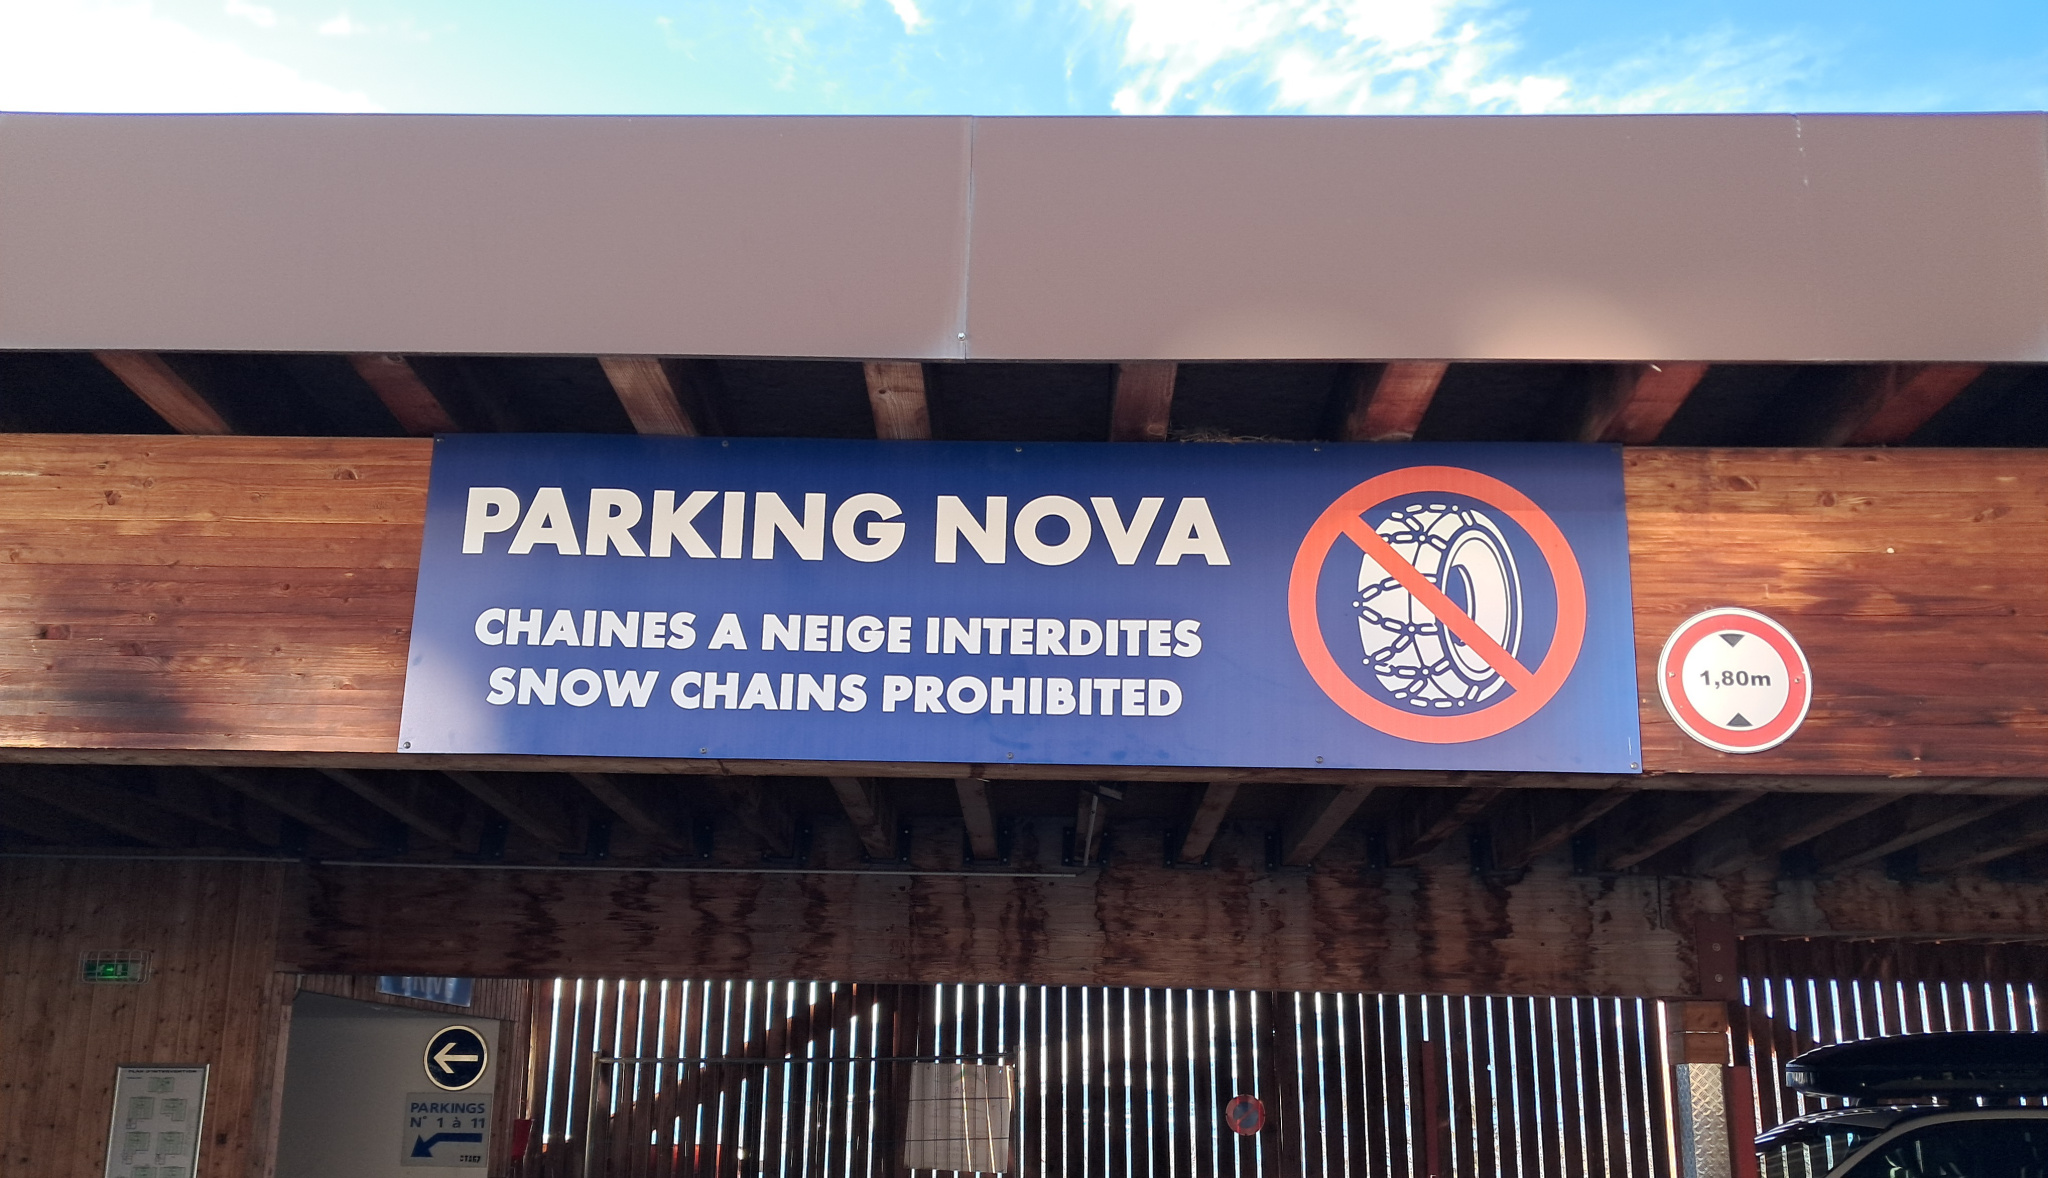 PARKING NOVA
CHAINES A NEIGE INTERDITES
SNOW CHAINS PROHIBITED
1,80m
PARKINGS
N° 1 à 11